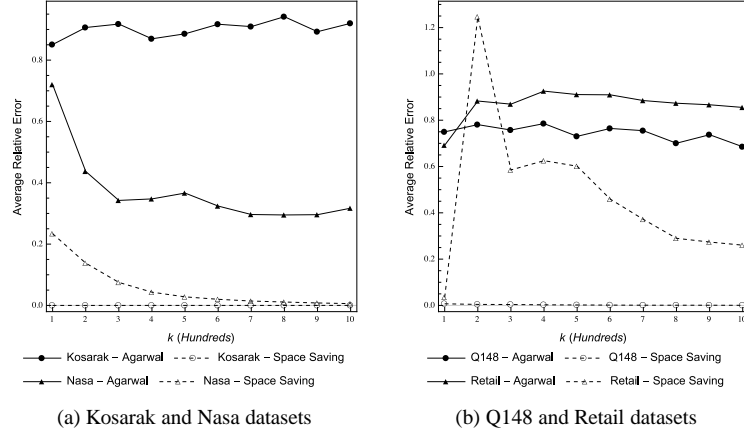 Average Relative Error
0.8
0.6
0.4
0.2
0.0
1 2 3 4 5 6 7 8 9 10
k (Hundreds)
Kosarak – Agarwal Kosarak – Space Saving
Nasa – Agarwal Nasa – Space Saving
(a) Kosarak and Nasa datasets
Average Relative Error
1.2
1.0
0.8
0.6
0.4
0.2
0.0
1 2 3 4 5 6 7 8 9 10
k (Hundreds)
Q148 – Agarwal Q148 – Space Saving
Retail – Agarwal Retail – Space Saving
(b) Q148 and Retail datasets